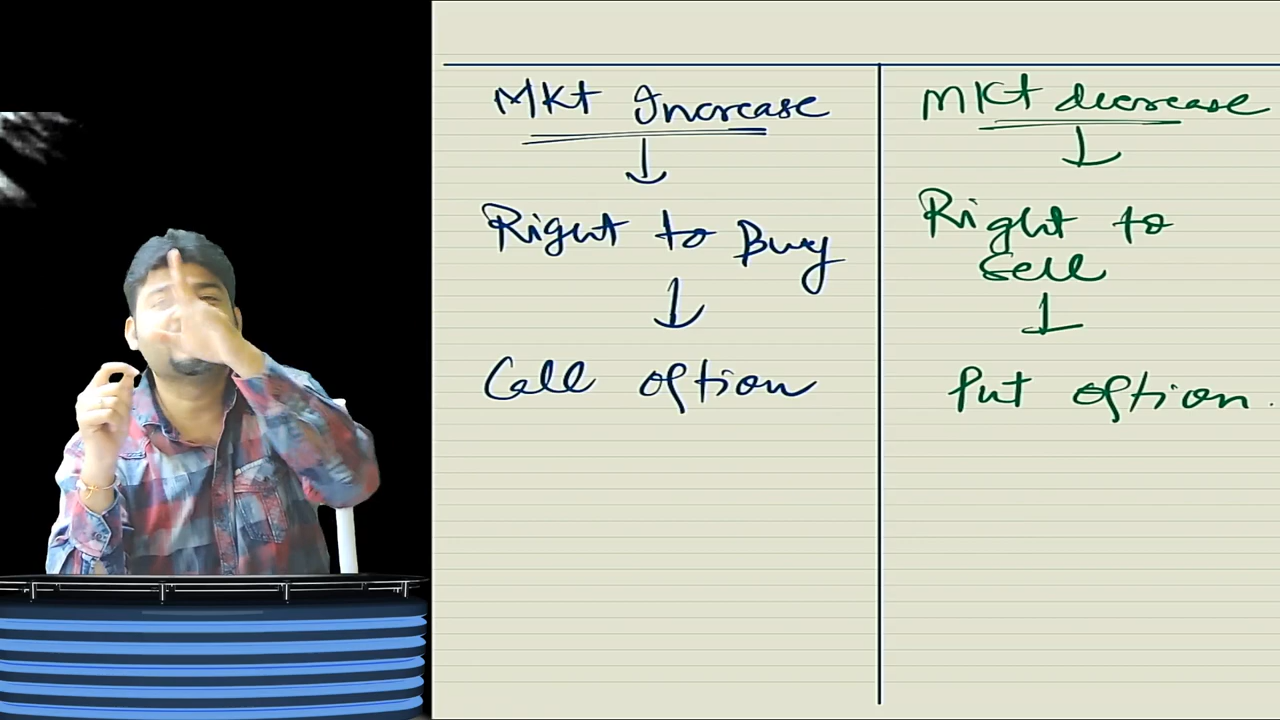 MKt Increase
Right to Buy
Call option
MKt decrease
Right to
Sell
Put option.